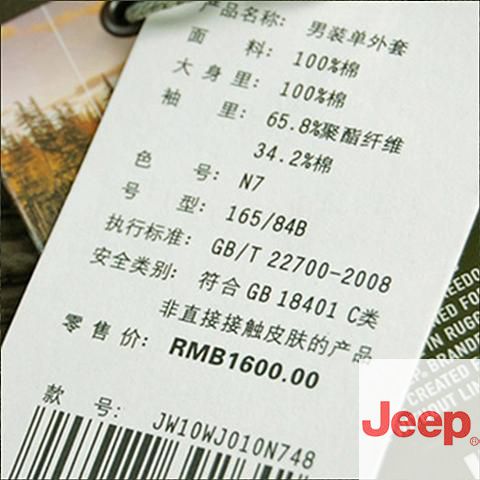 产品名称: 男装单外套
面 料: 100%棉
大身里: 100%棉
袖 里: 65.8%聚酯纤维
34.2%棉
色 号: N7
号 型: 165/84B
执行标准: GB/T 22700-2008
安全类别: 符合 GB 18401 C类
非直接接触皮肤的产品
零售价: RMB1600.00
款 号: JW10WJ010N748
FO
IN RUGG
BRANDE
CREATED F
OUT LIM
Jeep®